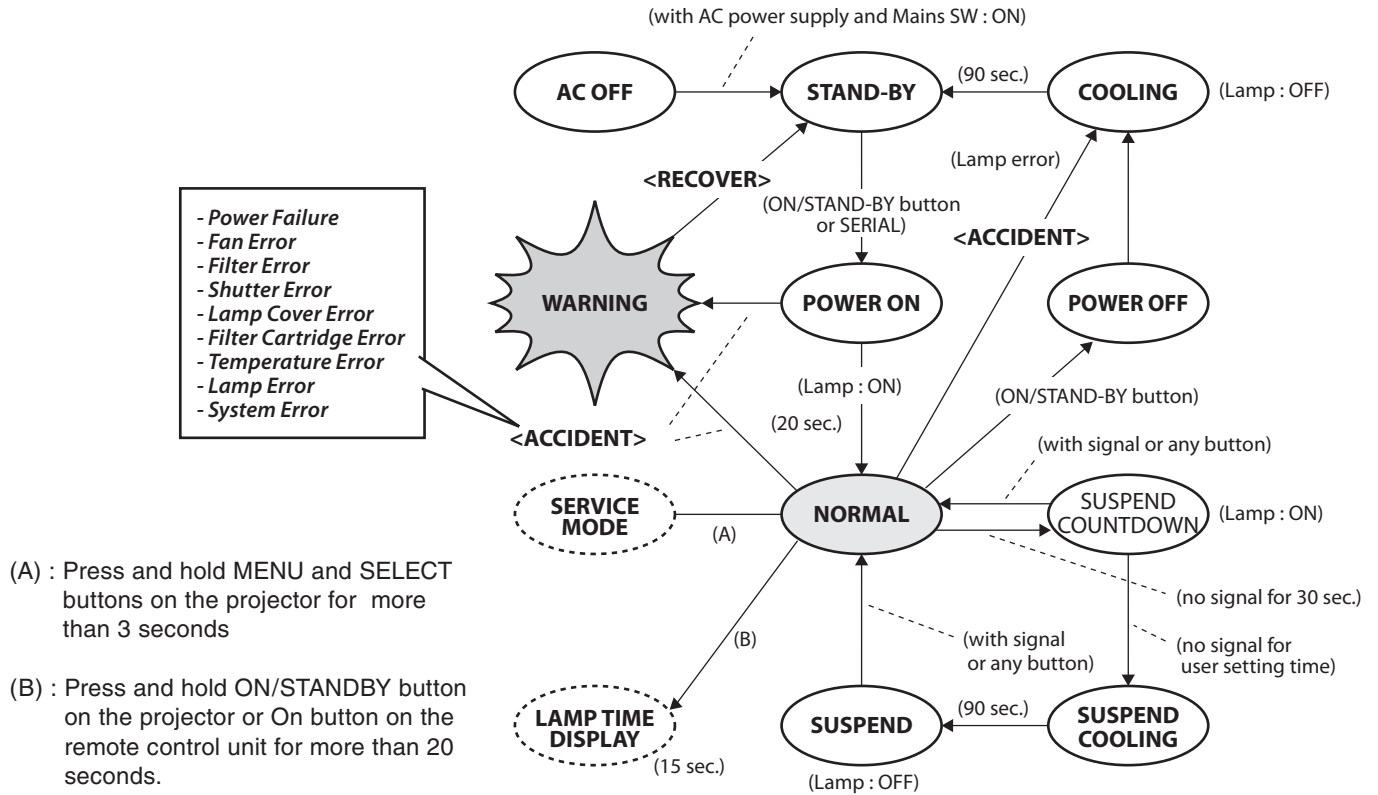 (with AC power supply and Mains SW : ON)
AC OFF
STAND-BY
(90 sec.)
COOLING
(Lamp : OFF)
<RECOVER>
(Lamp error)
(ON/STAND-BY button
or SERIAL)
<ACCIDENT>
- Power Failure
- Fan Error
- Filter Error
- Shutter Error
- Lamp Cover Error
- Filter Cartridge Error
- Temperature Error
- Lamp Error
- System Error
WARNING
POWER ON
POWER OFF
(Lamp : ON)
(20 sec.)
(ON/STAND-BY button)
<ACCIDENT>
(with signal or any button)
SERVICE
MODE
(A)
NORMAL
SUSPEND
COUNTDOWN
(Lamp : ON)
(no signal for 30 sec.)
(A) : Press and hold MENU and SELECT
buttons on the projector for more
than 3 seconds
(B)
(with signal
or any button)
(no signal for
user setting time)
(B) : Press and hold ON/STANDBY button
on the projector or On button on the
remote control unit for more than 20
seconds.
LAMP TIME
DISPLAY
(15 sec.)
SUSPEND
(Lamp : OFF)
(90 sec.)
SUSPEND
COOLING